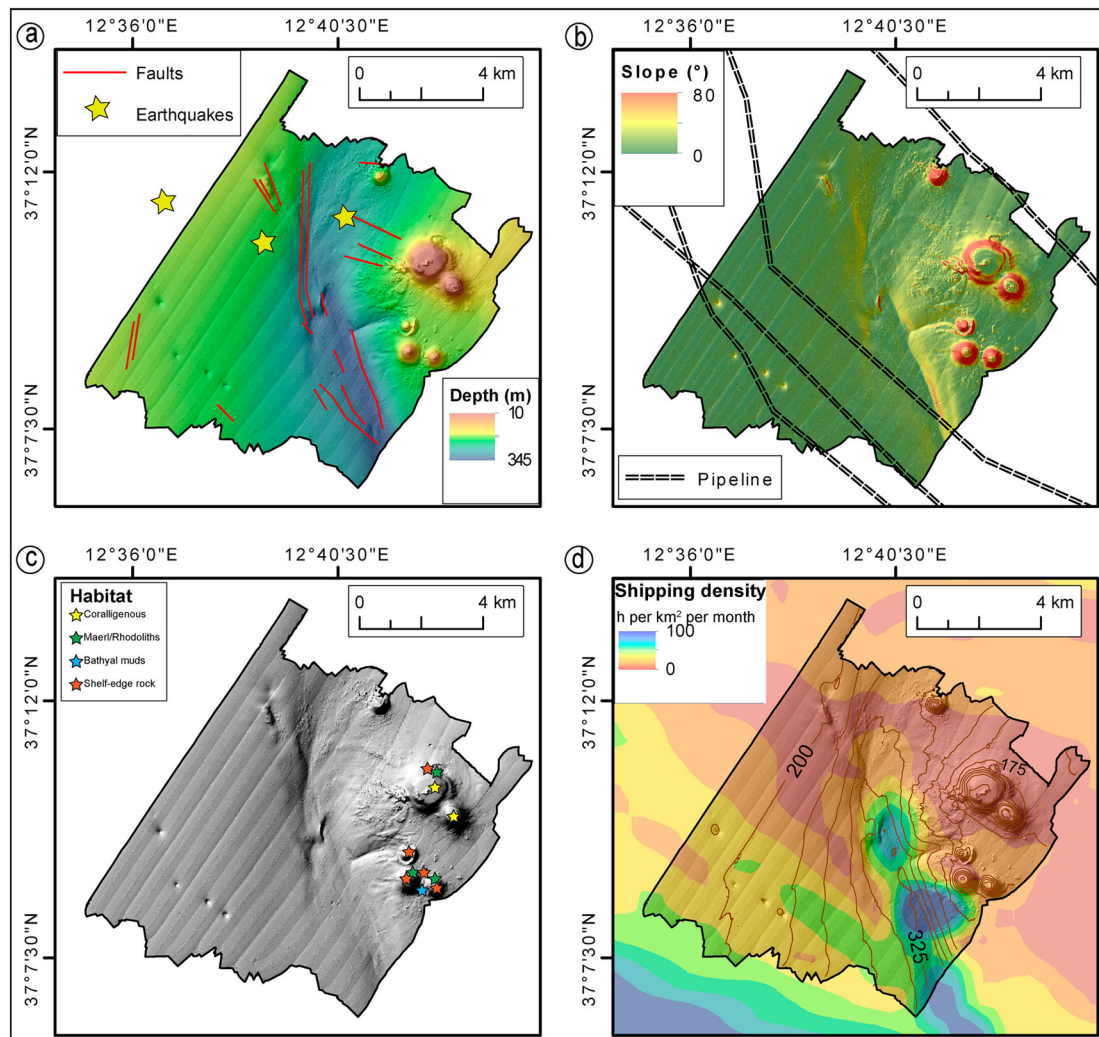 a
12°36'0"E 12°40'30"E
Faults
Earthquakes
0 4 km
37°12'0"N
37°7'30"N
Depth (m)
10
345
b
12°36'0"E 12°40'30"E
Slope (°)
80
0
0 4 km
37°12'0"N
37°7'30"N
Pipeline
c
12°36'0"E 12°40'30"E
Habitat
Coralligenous
Maerl/Rhodoliths
Bathyal muds
Shelf-edge rock
0 4 km
37°12'0"N
37°7'30"N
d
12°36'0"E 12°40'30"E
Shipping density
h per km² per month
100
0
0 4 km
37°12'0"N
37°7'30"N
200
175
325